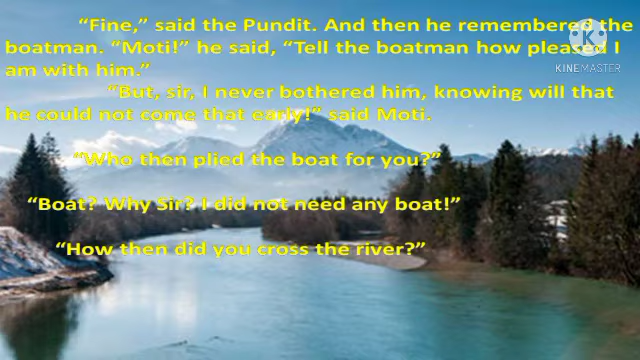 "Fine," said the Pundit. And then he remembered the
boatman. "Moti!" he said, "Tell the boatman how pleased I
am with him."
"But, sir, I never bothered him, knowing will that
he could not come that early!" said Moti.
"Who then plied the boat for you?"
"Boat? Why Sir? I did not need any boat!"
"How then did you cross the river?"
KINEMASTER